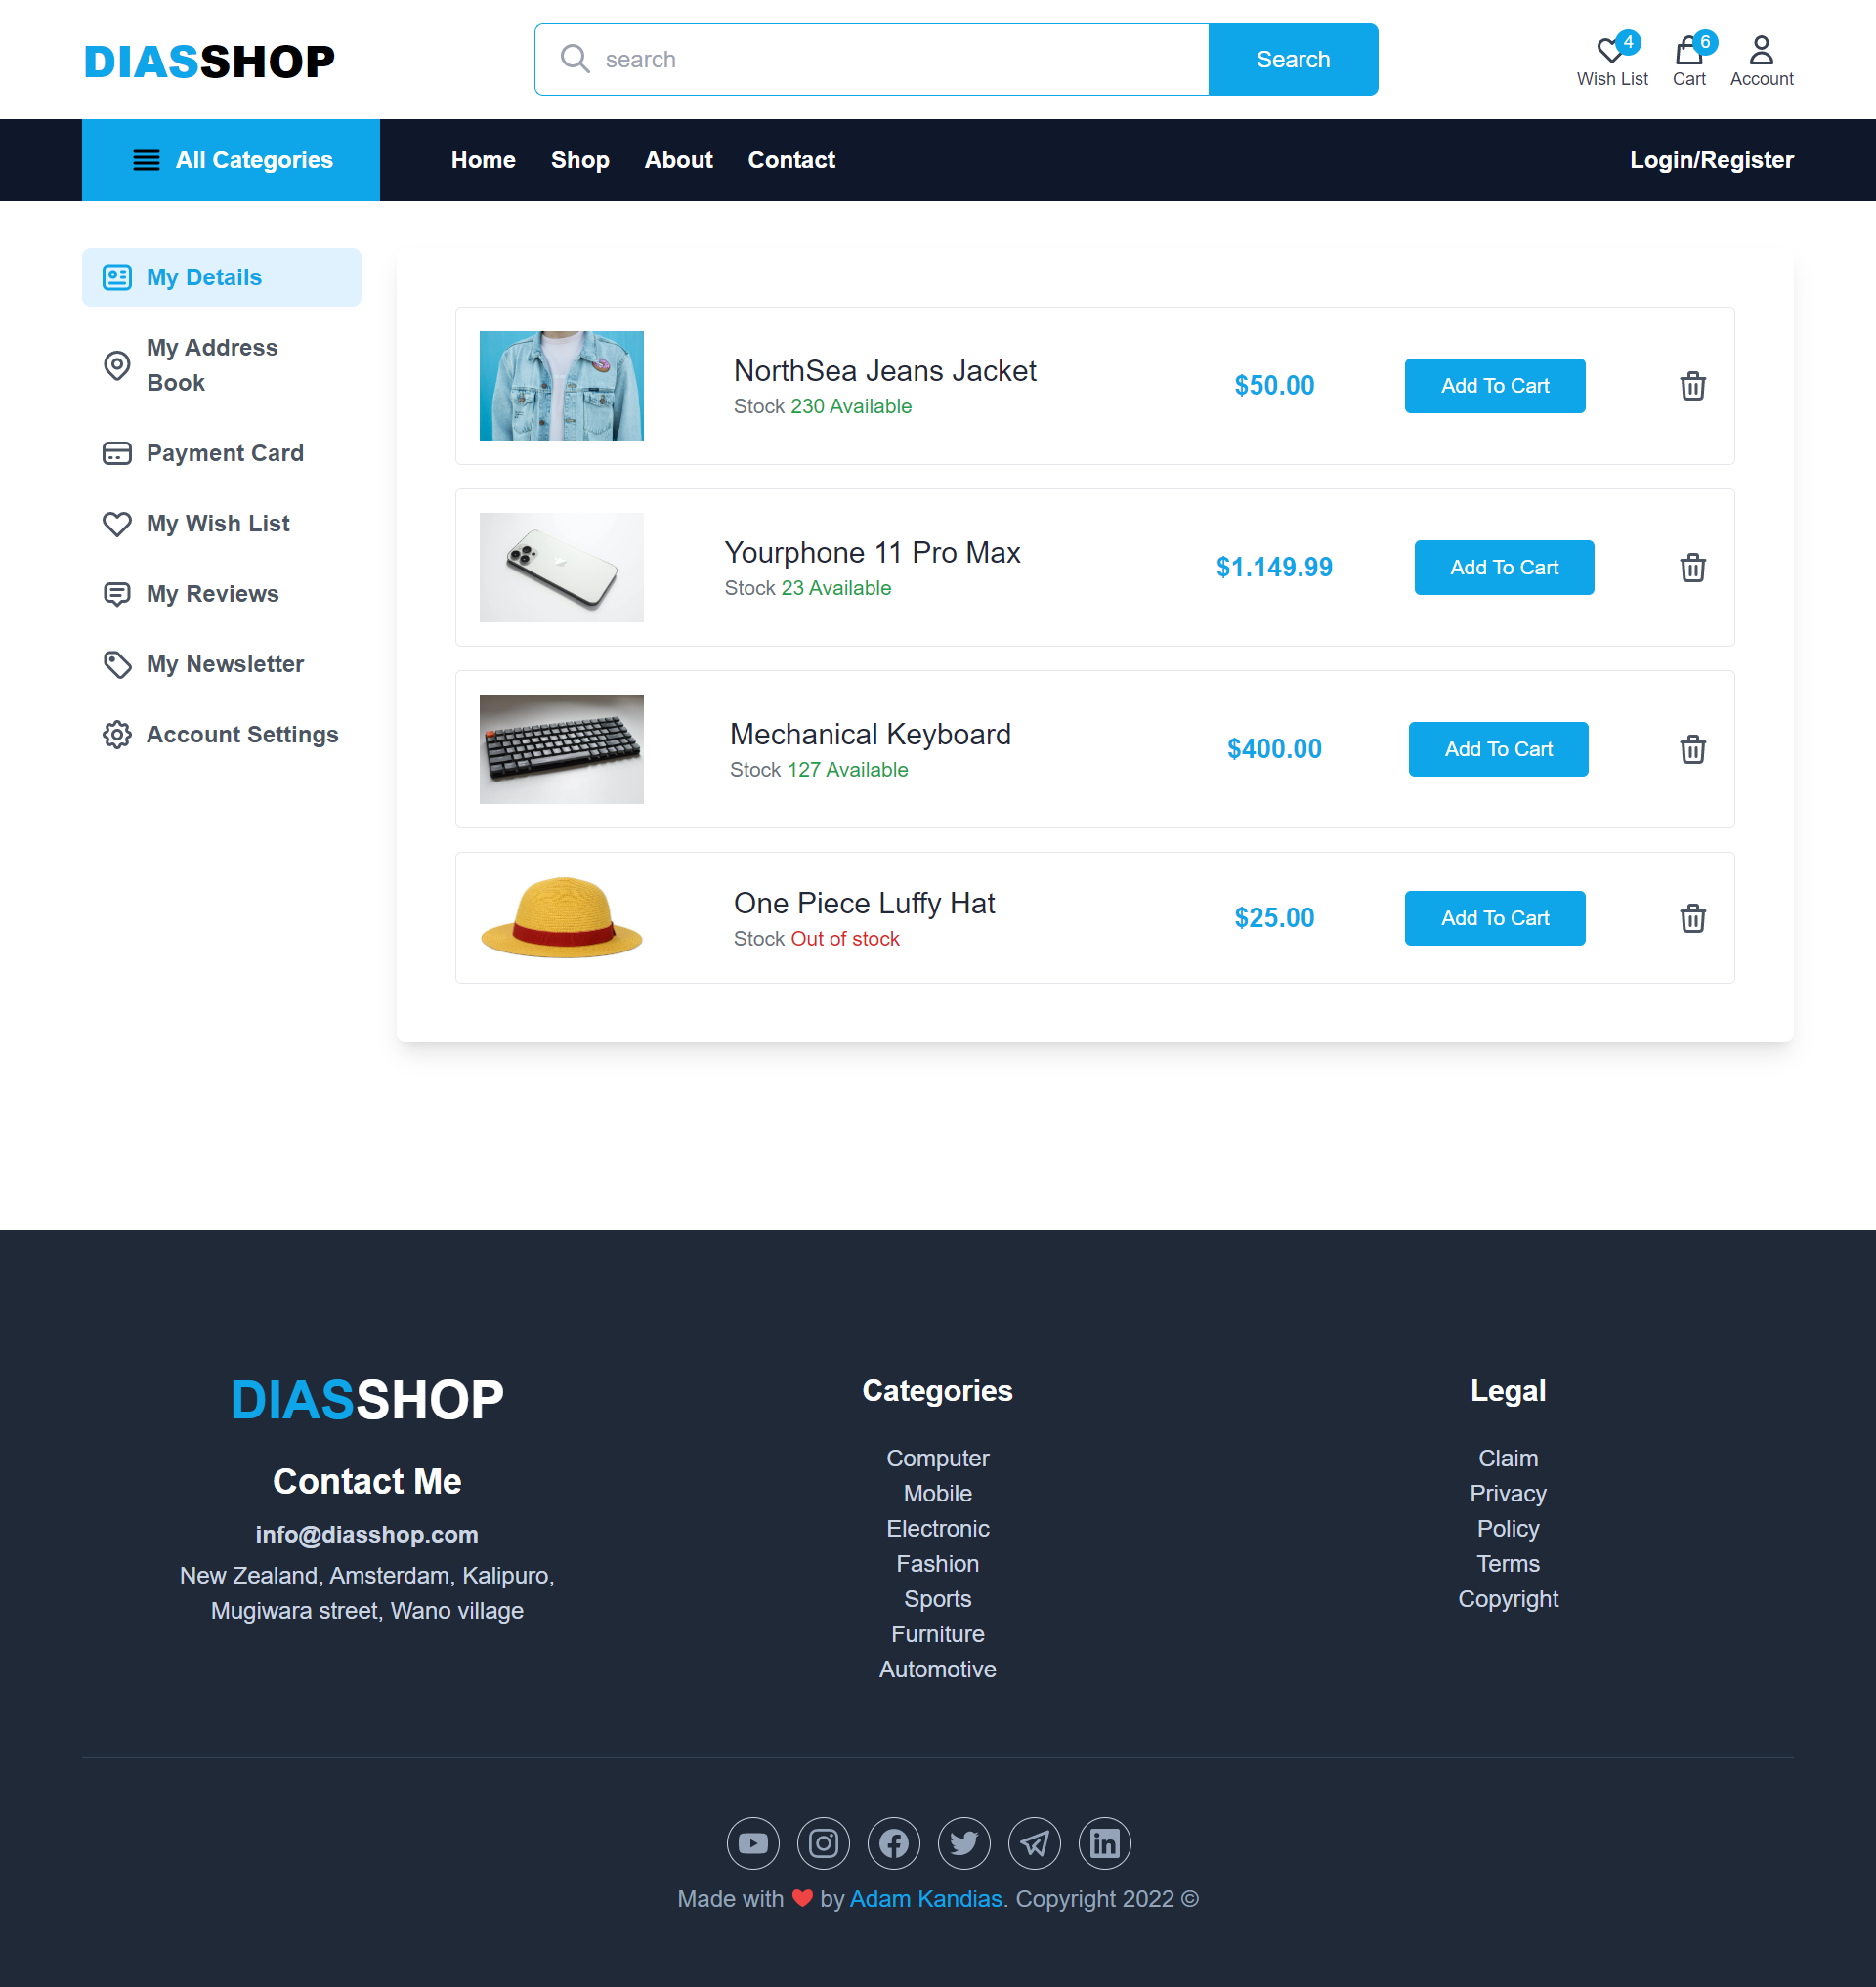 DIASSHOP
search
Search
4
Wish List
6
Cart
Account
All Categories
Home
Shop
About
Contact
Login/Register
My Details
My Address
Book
Payment Card
My Wish List
My Reviews
My Newsletter
Account Settings
NorthSea Jeans Jacket
Stock 230 Available
$50.00
Add To Cart
Yourphone 11 Pro Max
Stock 23 Available
$1.149.99
Add To Cart
Mechanical Keyboard
Stock 127 Available
$400.00
Add To Cart
One Piece Luffy Hat
Stock Out of stock
$25.00
Add To Cart
DIASSHOP
Contact Me
info@diasshop.com
New Zealand, Amsterdam, Kalipuro,
Mugiwara street, Wano village
Categories
Computer
Mobile
Electronic
Fashion
Sports
Furniture
Automotive
Legal
Claim
Privacy
Policy
Terms
Copyright
Made with ❤ by Adam Kandias. Copyright 2022 ©